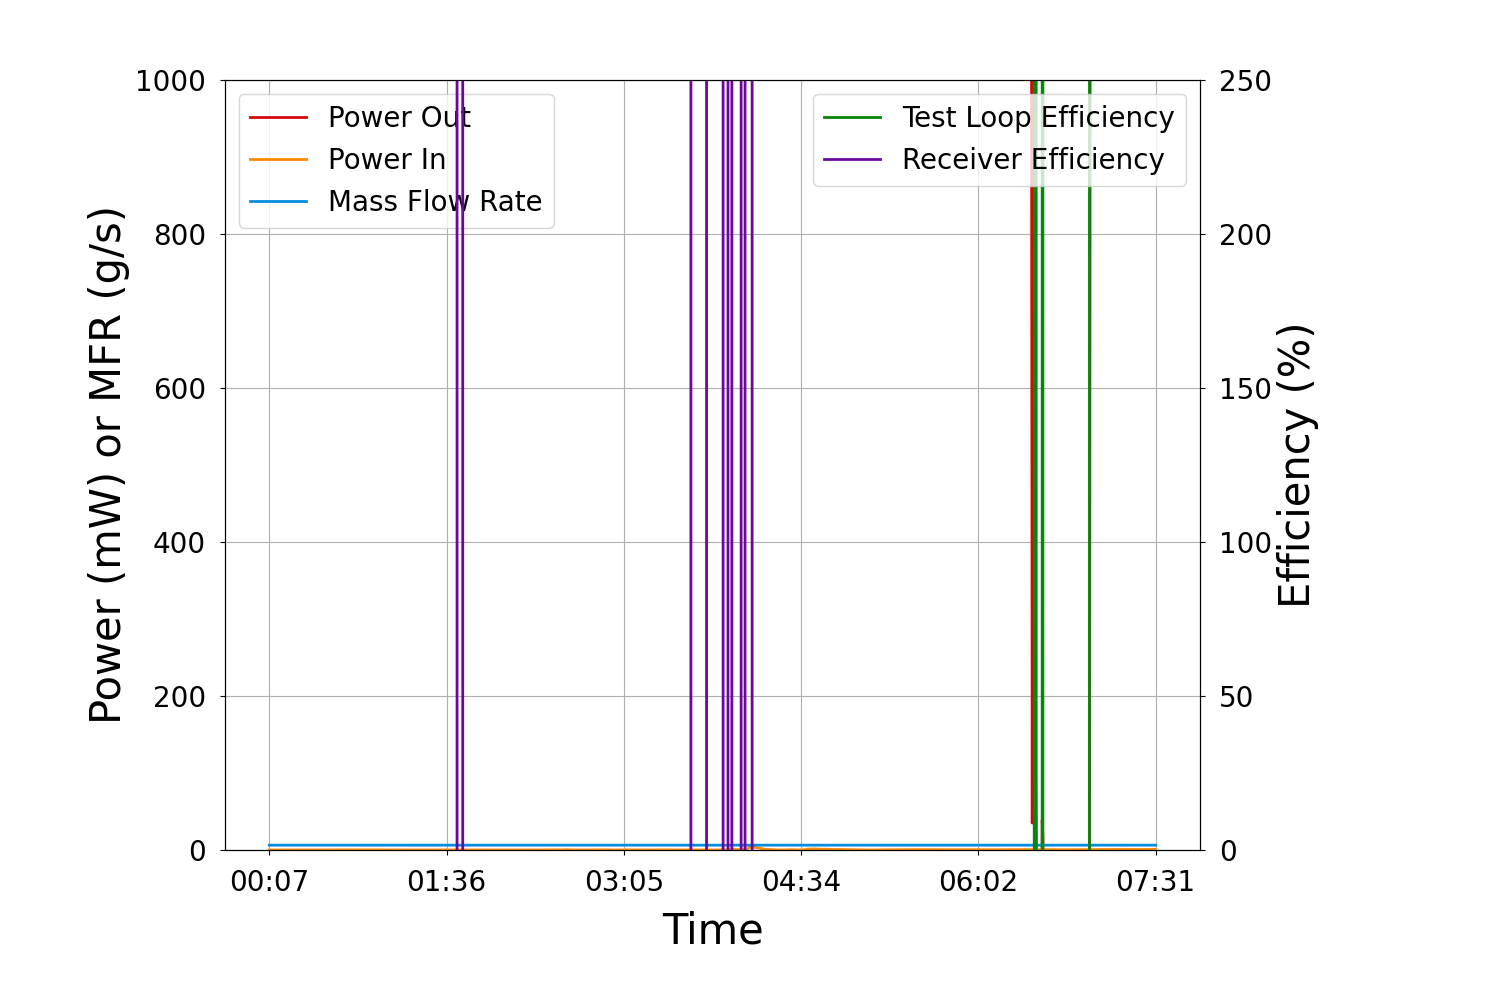 1000
800
600
400
200
0
Power (mW) or MFR (g/s)
Power Out
Power In
Mass Flow Rate
Test Loop Efficiency
Receiver Efficiency
250
200
150
100
50
0
Efficiency (%)
00:07 01:36 03:05 04:34 06:02 07:31
Time